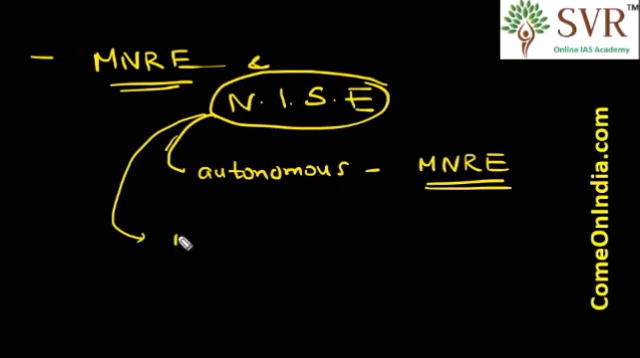 SVR™
Online IAS Academy
- MNRE &
N.I.S.E
autonomous - MNRE
ComeOnIndia.com